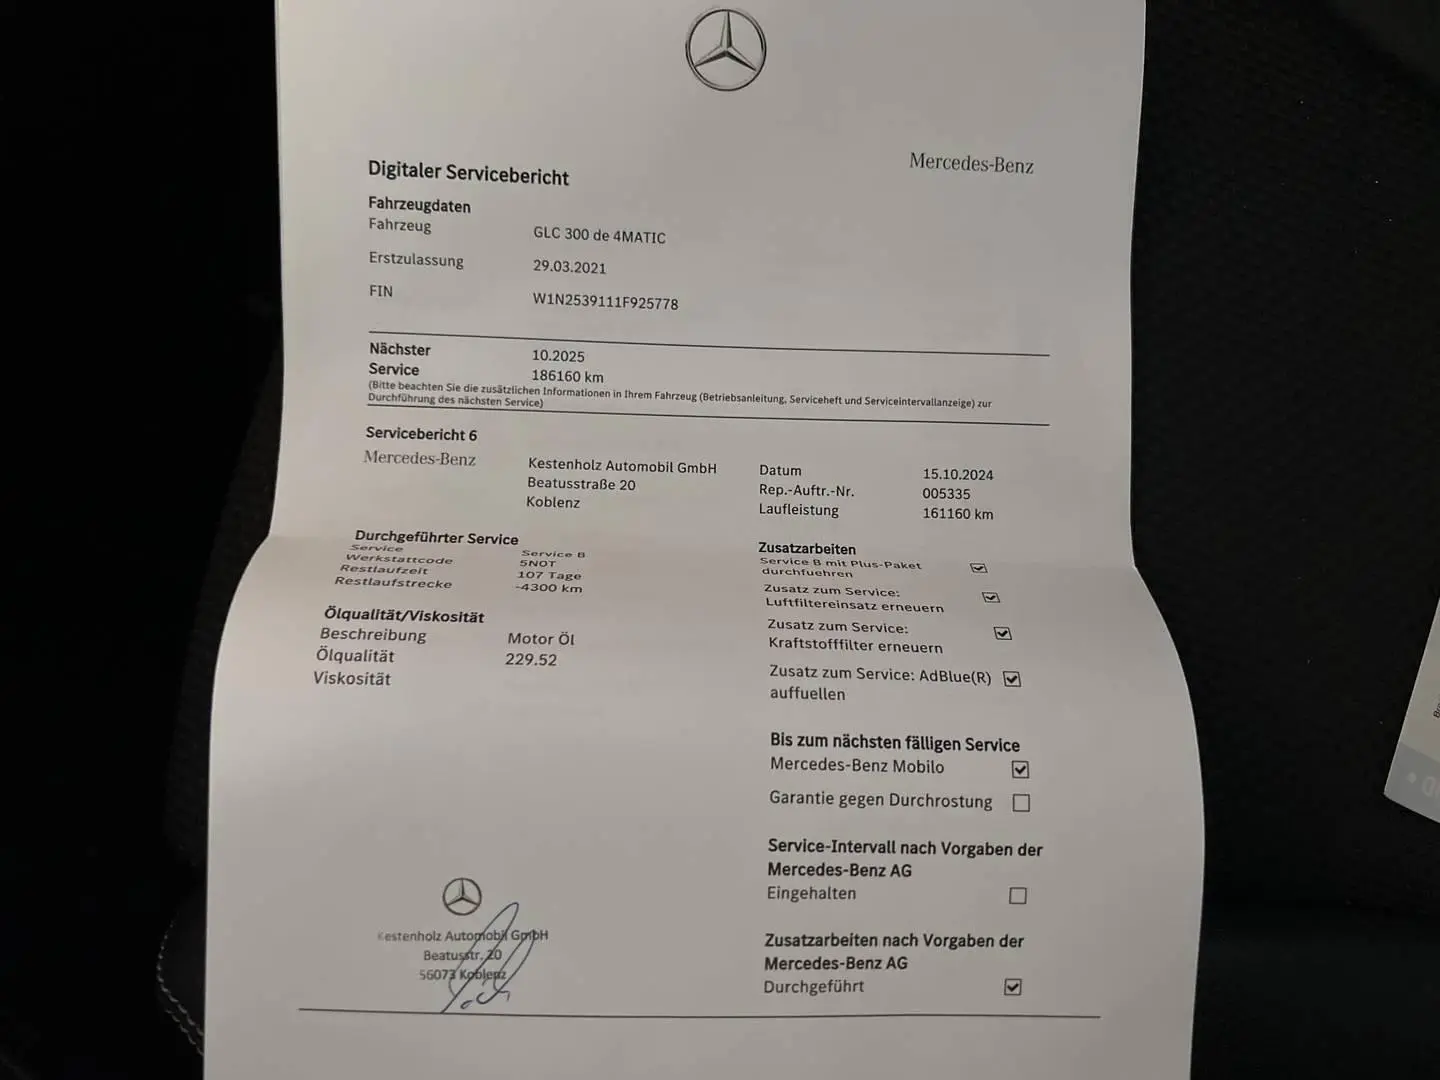 Mercedes-Benz
Digitaler Servicebericht
Fahrzeugdaten
Fahrzeug GLC 300 de 4MATIC
Erstzulassung 29.03.2021
FIN W1N2539111F925778
Nächster 10.2025
Service 186160 km
(Bitte beachten Sie die zusätzlichen Informationen in Ihrem Fahrzeug (Betriebsanleitung, Serviceheft und Serviceintervallanzeige) zur
Durchführung des nächsten Service)
Servicebericht 6
Mercedes-Benz
Kestenholz Automobil GmbH
Beatusstraße 20
Koblenz
Datum 15.10.2024
Rep.-Auftr.-Nr. 005335
Laufleistung 161160 km
Durchgeführter Service
Service Service B
Werkstattcode 5NOT
Restlaufzeit 107 Tage
Restlaufstrecke -4300 km
Ölqualität/Viskosität
Beschreibung Motor Öl
Ölqualität 229.52
Viskosität
Zusatzarbeiten
Service B mit Plus-Paket
durchfuehren
Zusatz zum Service:
Luftfiltereinsatz erneuern
Zusatz zum Service:
Kraftstofffilter erneuern
Zusatz zum Service: AdBlue(R)
auffuellen
Bis zum nächsten fälligen Service
Mercedes-Benz Mobilo
Garantie gegen Durchrostung
Service-Intervall nach Vorgaben der
Mercedes-Benz AG
Eingehalten
Zusatzarbeiten nach Vorgaben der
Mercedes-Benz AG
Durchgeführt
Kestenholz Automobil GmbH
Beatusstr. 20
56073 Koblenz